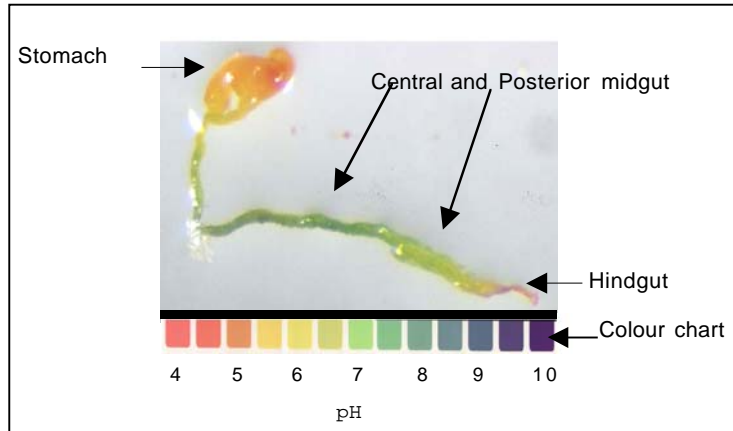 Stomach
Central and Posterior midgut
Hindgut
Colour chart
4 5 6 7 8 9 10
pH